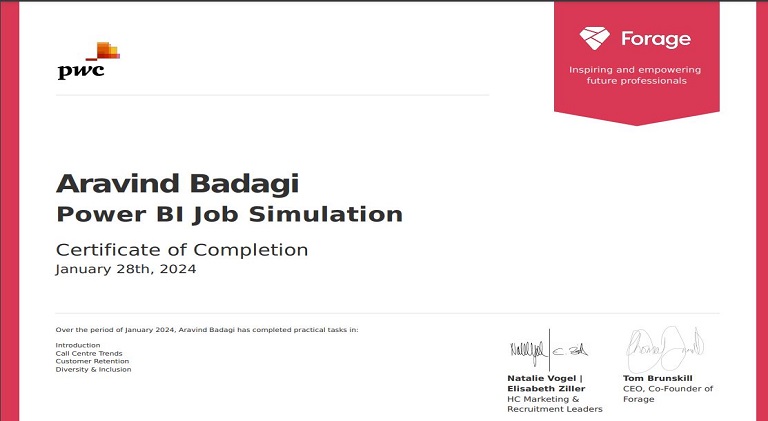 pwc
Forage
Inspiring and empowering
future professionals
Aravind Badagi
Power BI Job Simulation
Certificate of Completion
January 28th, 2024
Over the period of January 2024, Aravind Badagi has completed practical tasks in:
Introduction
Call Centre Trends
Customer Retention
Diversity & Inclusion
Natalie Vogel |
Elisabeth Ziller
HC Marketing &
Recruitment Leaders
Tom Brunskill
CEO, Co-Founder of
Forage